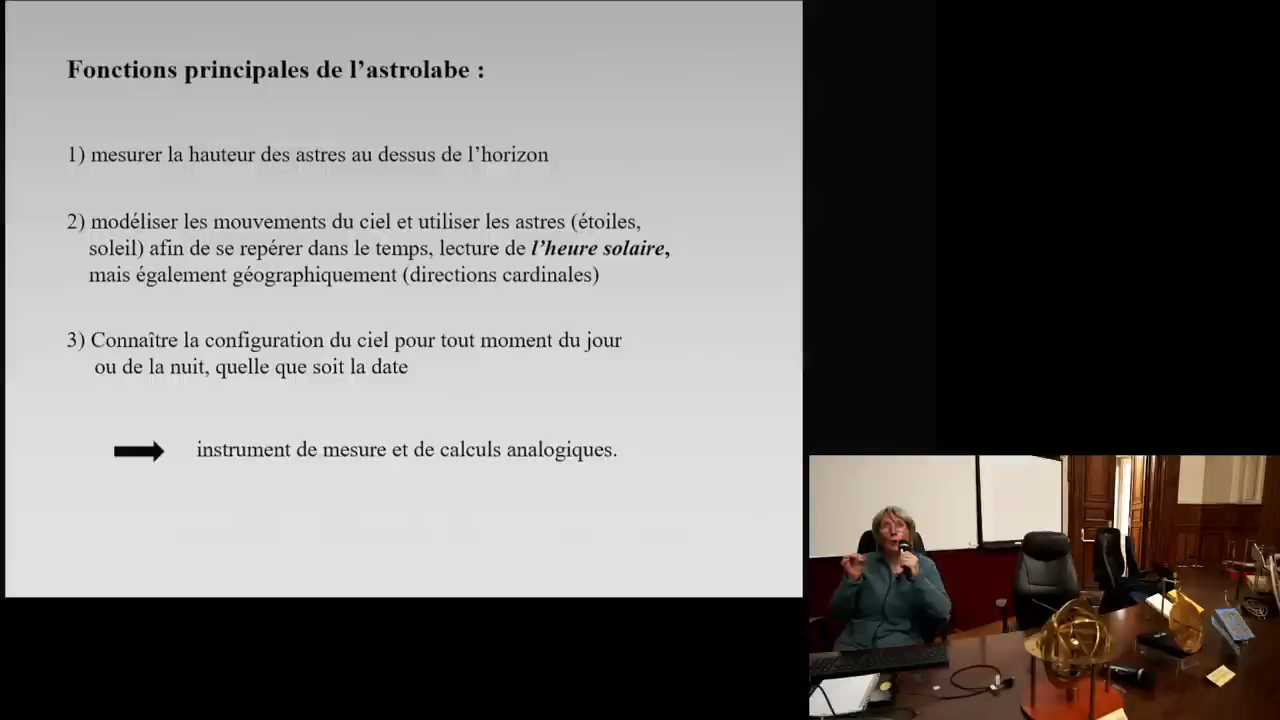 Fonctions principales de l’astrolabe :
1) mesurer la hauteur des astres au dessus de l’horizon
2) modéliser les mouvements du ciel et utiliser les astres (étoiles,
soleil) afin de se repérer dans le temps, lecture de l’heure solaire,
mais également géographiquement (directions cardinales)
3) Connaître la configuration du ciel pour tout moment du jour
ou de la nuit, quelle que soit la date
instrument de mesure et de calculs analogiques.